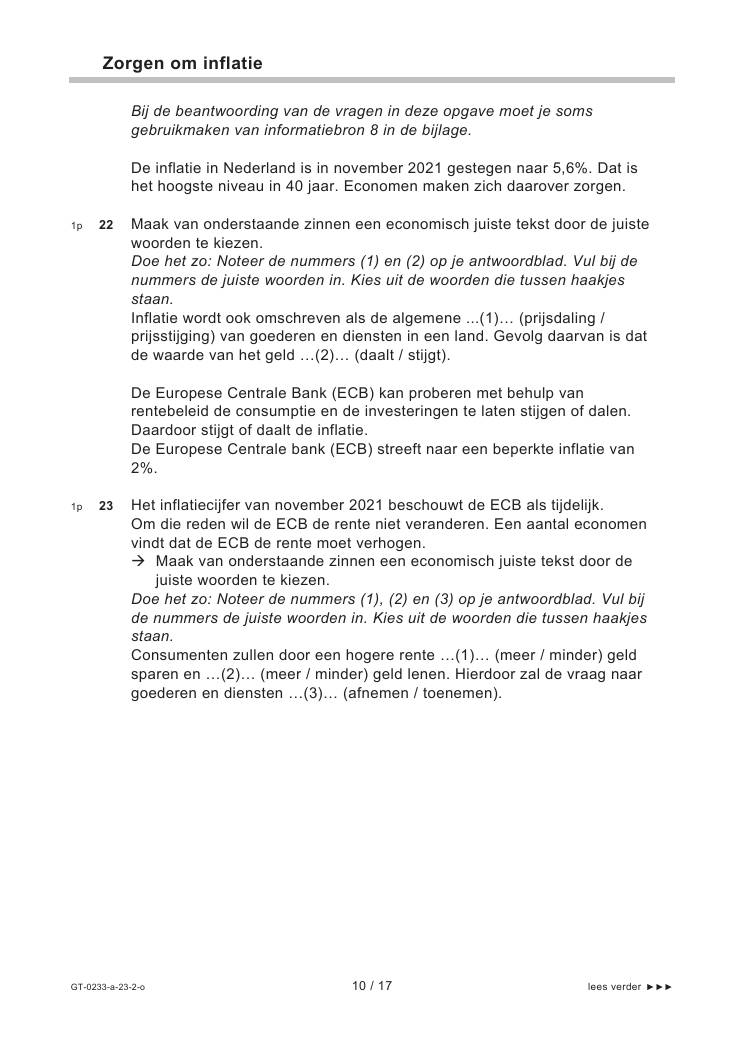 Zorgen om inflatie
Bij de beantwoording van de vragen in deze opgave moet je soms
gebruikmaken van informatiebron 8 in de bijlage.
De inflatie in Nederland is in november 2021 gestegen naar 5,6%. Dat is
het hoogste niveau in 40 jaar. Economen maken zich daarover zorgen.
1p 22 Maak van onderstaande zinnen een economisch juiste tekst door de juiste
woorden te kiezen.
Doe het zo: Noteer de nummers (1) en (2) op je antwoordblad. Vul bij de
nummers de juiste woorden in. Kies uit de woorden die tussen haakjes
staan.
Inflatie wordt ook omschreven als de algemene ...(1)… (prijsdaling /
prijsstijging) van goederen en diensten in een land. Gevolg daarvan is dat
de waarde van het geld …(2)… (daalt / stijgt).
De Europese Centrale Bank (ECB) kan proberen met behulp van
rentebeleid de consumptie en de investeringen te laten stijgen of dalen.
Daardoor stijgt of daalt de inflatie.
De Europese Centrale bank (ECB) streeft naar een beperkte inflatie van
2%.
1p 23 Het inflatiecijfer van november 2021 beschouwt de ECB als tijdelijk.
Om die reden wil de ECB de rente niet veranderen. Een aantal economen
vindt dat de ECB de rente moet verhogen.
→ Maak van onderstaande zinnen een economisch juiste tekst door de
juiste woorden te kiezen.
Doe het zo: Noteer de nummers (1), (2) en (3) op je antwoordblad. Vul bij
de nummers de juiste woorden in. Kies uit de woorden die tussen haakjes
staan.
Consumenten zullen door een hogere rente …(1)… (meer / minder) geld
sparen en …(2)… (meer / minder) geld lenen. Hierdoor zal de vraag naar
goederen en diensten …(3)… (afnemen / toenemen).
GT-0233-a-23-2-o 10 / 17 lees verder ►►►